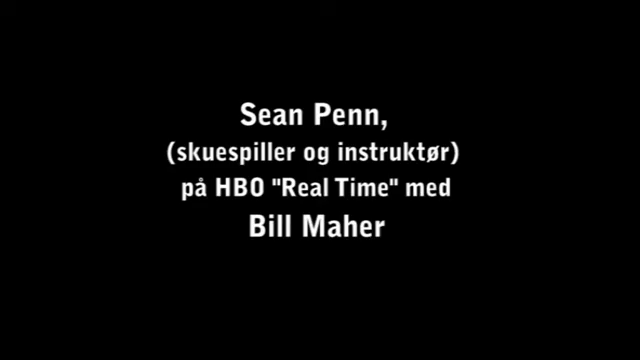 Sean Penn,
(skuespiller og instruktør)
på HBO "Real Time" med
Bill Maher